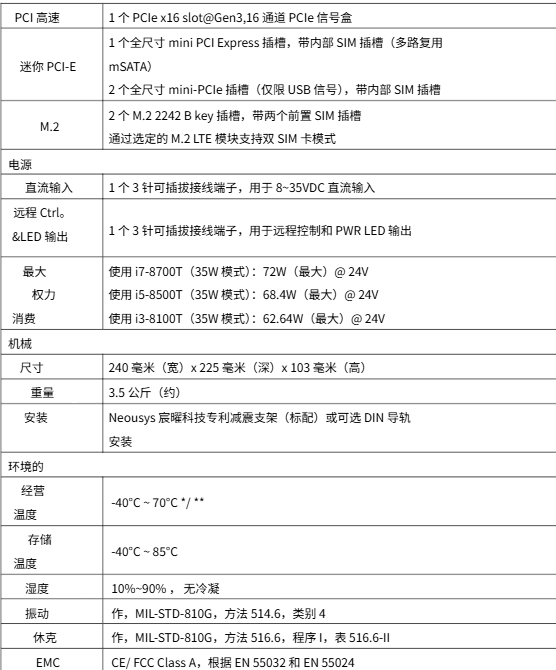 PCI 高速
1 个 PCIe x16 slot@Gen3,16 通道 PCIe 信号盒
迷你 PCI-E
1 个全尺寸 mini PCI Express 插槽，带内部 SIM 插槽（多路复用
mSATA）
2 个全尺寸 mini-PCIe 插槽（仅限 USB 信号），带内部 SIM 插槽
M.2
2 个 M.2 2242 B key 插槽，带两个前置 SIM 插槽
通过选定的 M.2 LTE 模块支持双 SIM 卡模式
电源
直流输入
1 个 3 针可插拔接线端子，用于 8~35VDC 直流输入
远程 Ctrl。
&LED 输出
1 个 3 针可插拔接线端子，用于远程控制和 PWR LED 输出
最大
权力
消费
使用 i7-8700T（35W 模式）：72W（最大）@ 24V
使用 i5-8500T（35W 模式）：68.4W（最大）@ 24V
使用 i3-8100T（35W 模式）：62.64W（最大）@ 24V
机械
尺寸
240 毫米（宽）x 225 毫米（深）x 103 毫米（高）
重量
3.5 公斤（约）
安装
Neousys 宸曜科技专利减震支架（标配）或可选 DIN 导轨
安装
环境的
经营
温度
-40°C ~ 70°C */ **
存储
温度
-40°C ~ 85°C
湿度
10%~90% ，无冷凝
振动
作，MIL-STD-810G，方法 514.6，类别 4
休克
作，MIL-STD-810G，方法 516.6，程序 I，表 516.6-II
EMC
CE/ FCC Class A，根据 EN 55032 和 EN 55024